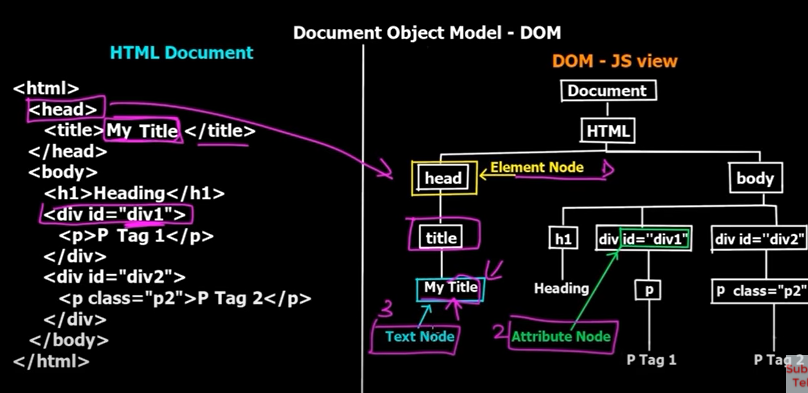 Document Object Model - DOM
HTML Document
<html>
<head>
<title>My Title </title>
</head>
<body>
<h1>Heading</h1>
<div id="div1">
<p>P Tag 1</p>
</div>
<div id="div2">
<p class="p2">P Tag 2</p>
</div>
</body>
</html>
DOM - JS view
Document
HTML
head
Element Node
1
body
title
h1
div id="div1"
div id="div2"
My Title
Heading
p
p class="p2"
3
Text Node
2
Attribute Node
P Tag 1
P Tag 2
Sub
Tel